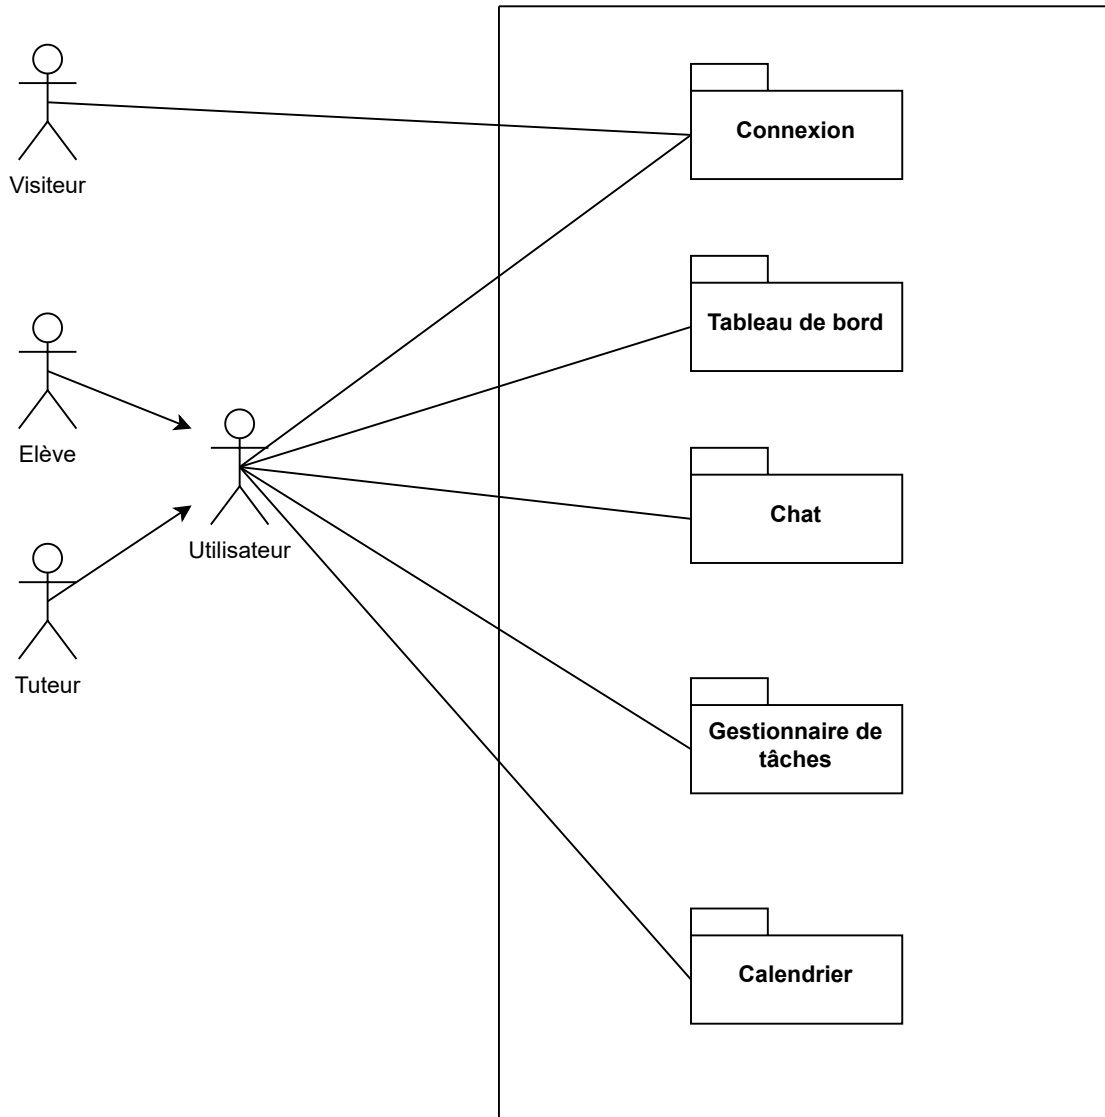 Connexion
Visiteur
Tableau de bord
Elève
Chat
Utilisateur
Tuteur
Gestionnaire de
tâches
Calendrier